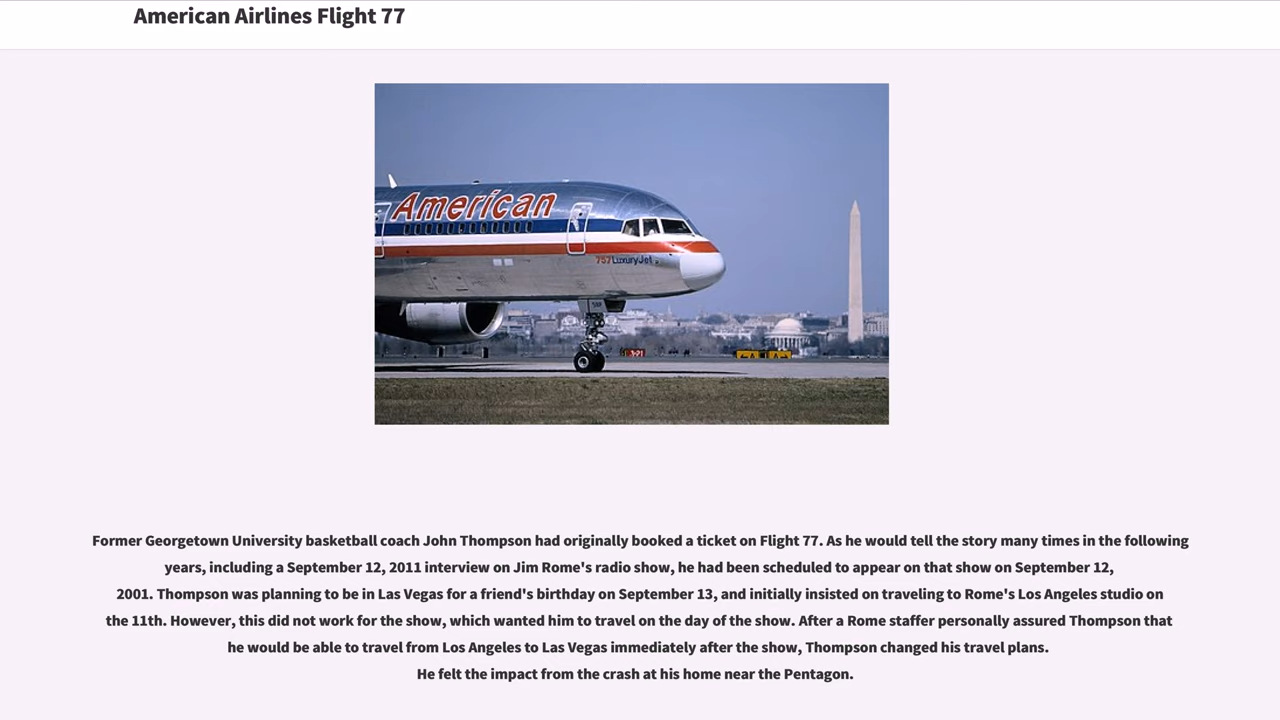 American Airlines Flight 77
American
757LuxuryJet
3-21
Former Georgetown University basketball coach John Thompson had originally booked a ticket on Flight 77. As he would tell the story many times in the following
years, including a September 12, 2011 interview on Jim Rome's radio show, he had been scheduled to appear on that show on September 12,
2001. Thompson was planning to be in Las Vegas for a friend's birthday on September 13, and initially insisted on traveling to Rome's Los Angeles studio on
the 11th. However, this did not work for the show, which wanted him to travel on the day of the show. After a Rome staffer personally assured Thompson that
he would be able to travel from Los Angeles to Las Vegas immediately after the show, Thompson changed his travel plans.
He felt the impact from the crash at his home near the Pentagon.